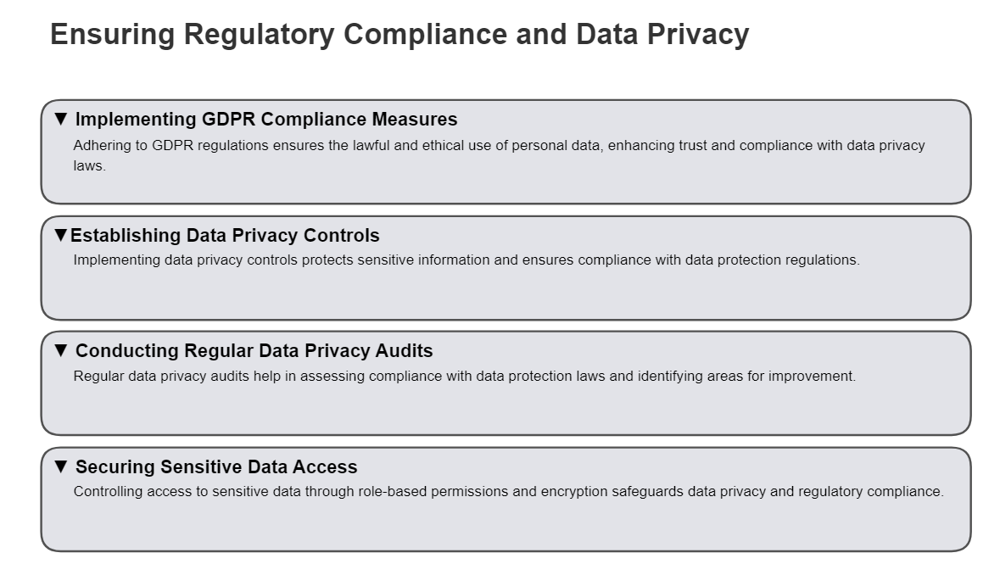 Ensuring Regulatory Compliance and Data Privacy
▼ Implementing GDPR Compliance Measures
Adhering to GDPR regulations ensures the lawful and ethical use of personal data, enhancing trust and compliance with data privacy
laws.
▼Establishing Data Privacy Controls
Implementing data privacy controls protects sensitive information and ensures compliance with data protection regulations.
▼ Conducting Regular Data Privacy Audits
Regular data privacy audits help in assessing compliance with data protection laws and identifying areas for improvement.
▼ Securing Sensitive Data Access
Controlling access to sensitive data through role-based permissions and encryption safeguards data privacy and regulatory compliance.